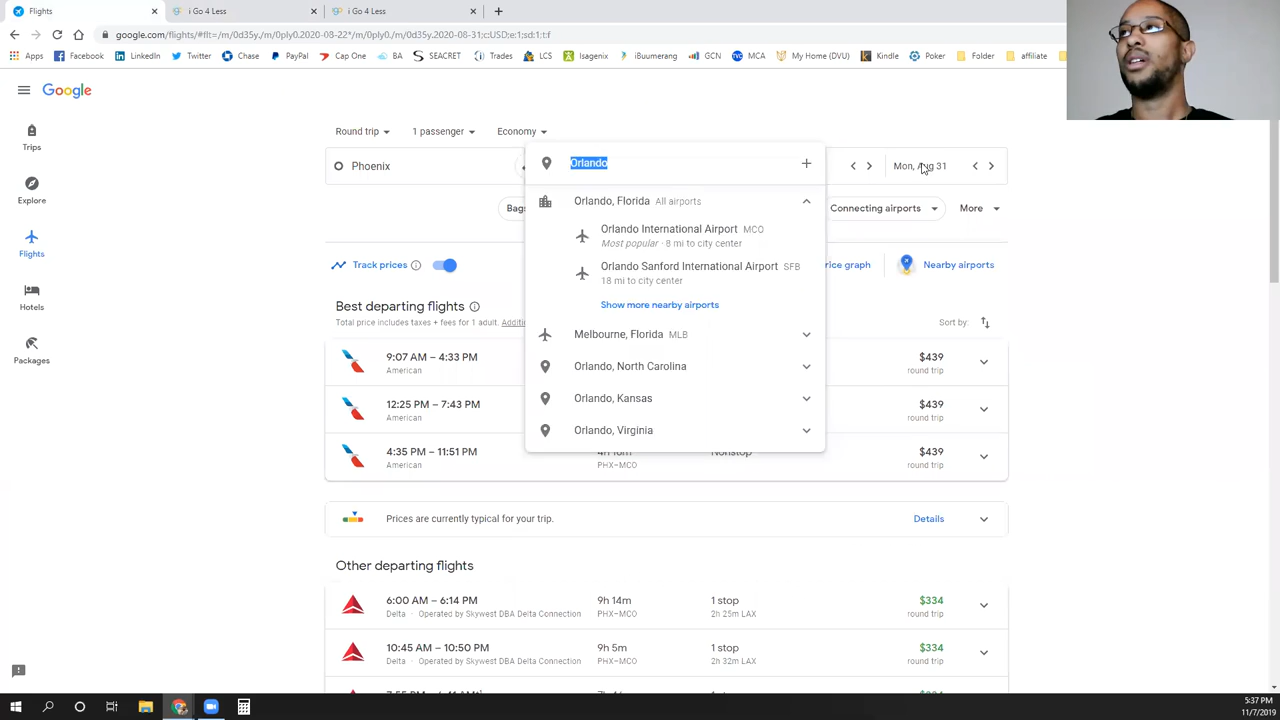 Flights
i Go 4 Less
i Go 4 Less
google.com/flights/#flt=/m/0d35y./m/0ply0.2020-08-22*/m/0ply0./m/0d35y.2020-08-31;c:USD;e:1;sd:1;t:f
Apps Facebook LinkedIn Twitter Chase PayPal Cap One BA SEACRET Trades LCS Isagenix iBuumerang GCN MCA My Home (DVU) Kindle Poker Folder affiliate
Google
Trips
Explore
Flights
Hotels
Packages
Round trip 1 passenger Economy
Phoenix
Orlando
Mon, Aug 31
Bags
Connecting airports More
Orlando, Florida All airports
Orlando International Airport MCO
Most popular · 8 mi to city center
Orlando Sanford International Airport SFB
18 mi to city center
Show more nearby airports
Melbourne, Florida MLB
Orlando, North Carolina
Orlando, Kansas
Orlando, Virginia
Track prices
rice graph
Nearby airports
Best departing flights
Total price includes taxes + fees for 1 adult.
Sort by:
9:07 AM – 4:33 PM $439
American round trip
12:25 PM – 7:43 PM $439
American round trip
4:35 PM – 11:51 PM $439
American PHX–MCO round trip
Prices are currently typical for your trip. Details
Other departing flights
6:00 AM – 6:14 PM 9h 14m 1 stop $334
Delta · Operated by Skywest DBA Delta Connection PHX–MCO 2h 25m LAX round trip
10:45 AM – 10:50 PM 9h 5m 1 stop $334
Delta · Operated by Skywest DBA Delta Connection PHX–MCO 2h 32m LAX round trip
5:37 PM
11/7/2019